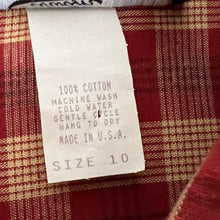 100% COTTON
MACHINE WASH
COLD WATER
GENTLE CYCLE
HANG TO DRY
MADE IN U.S.A.
SIZE 10